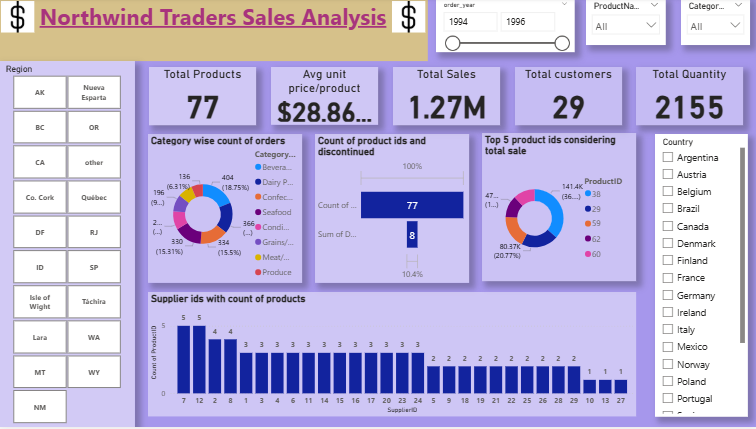 $ Northwind Traders Sales Analysis $
order_year
1994 1996
ProductNa...
All
Categor...
All
Region
AK
Nueva
Esparta
BC
OR
CA
other
Co. Cork
Québec
DF
RJ
ID
SP
Isle of
Wight
Táchira
Lara
WA
MT
WY
NM
Total Products
77
Avg unit
price/product
$28.86...
Total Sales
1.27M
Total customers
29
Total Quantity
2155
Category wise count of orders
136
(6.31%)
404
(18.75%)
196
(9...)
366
(...)
2...
(...)
330
(15.31%)
334
(15.5%)
Category...
Bevera...
Dairy P...
Confec...
Seafood
Condi...
Grains/...
Meat/...
Produce
Count of product ids and
discontinued
100%
Count of ...
77
Sum of D...
8
10.4%
Top 5 product ids considering
total sale
47...
(1...)
141.4K
(36....)
80.37K
(20.77%)
ProductID
38
29
59
62
60
Supplier ids with count of products
Count of ProductID
5
0
5 5 4 4 3 3 3 3 3 3 3 3 3 3 3 3 2 2 2 2 2 2 2 2 2 2 1 1 1
7 12 2 8 1 3 4 6 11 14 15 16 17 20 23 24 5 9 18 19 21 22 25 26 28 29 10 13 27
SupplierID
Country
Argentina
Austria
Belgium
Brazil
Canada
Denmark
Finland
France
Germany
Ireland
Italy
Mexico
Norway
Poland
Portugal